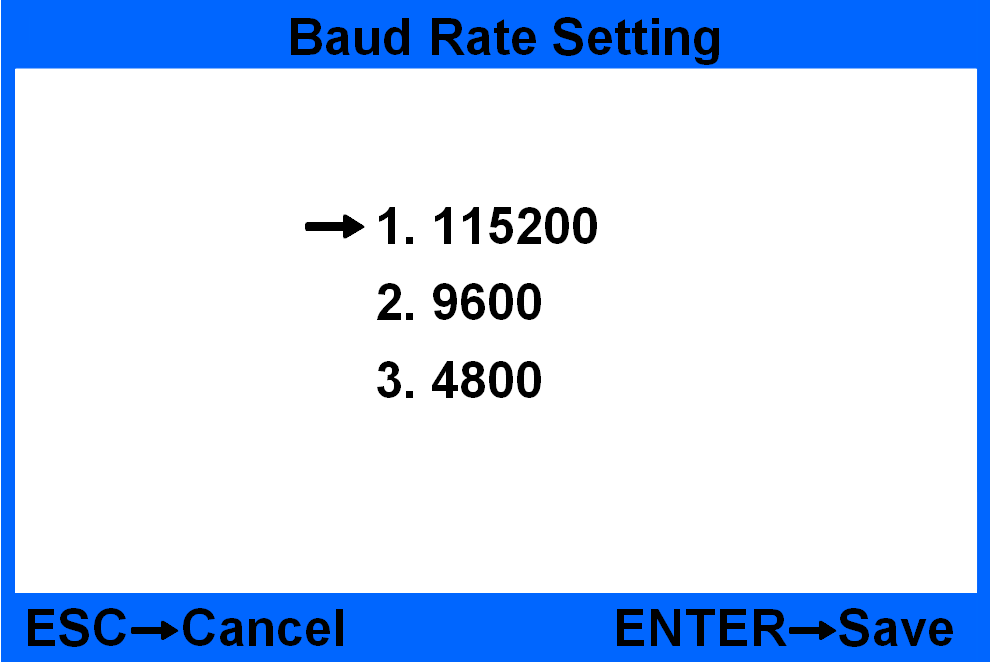 Baud Rate Setting
→ 1. 115200
2. 9600
3. 4800
ESC→Cancel ENTER→Save